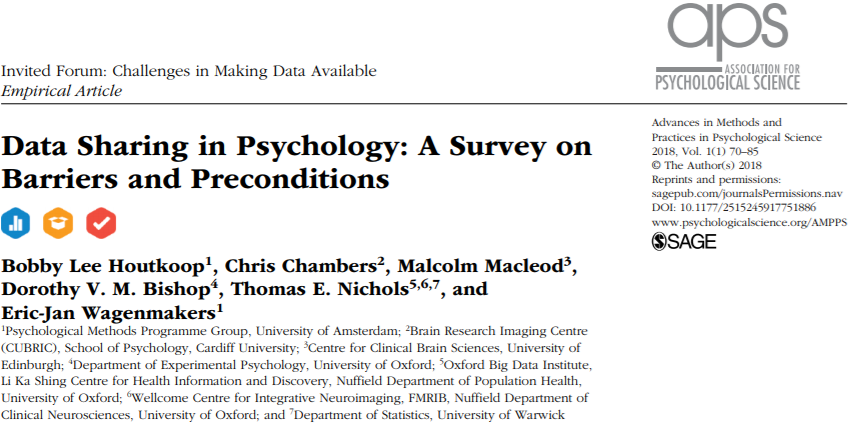 Invited Forum: Challenges in Making Data Available
Empirical Article
aps
ASSOCIATION FOR
PSYCHOLOGICAL SCIENCE
Data Sharing in Psychology: A Survey on
Barriers and Preconditions
Advances in Methods and
Practices in Psychological Science
2018, Vol. 1(1) 70–85
© The Author(s) 2018
Reprints and permissions:
sagepub.com/journalsPermissions.nav
DOI: 10.1177/2515245917751886
www.psychologicalscience.org/AMPPS
SAGE
Bobby Lee Houtkoop1, Chris Chambers2, Malcolm Macleod3,
Dorothy V. M. Bishop4, Thomas E. Nichols5,6,7, and
Eric-Jan Wagenmakers1
1Psychological Methods Programme Group, University of Amsterdam; 2Brain Research Imaging Centre
(CUBRIC), School of Psychology, Cardiff University; 3Centre for Clinical Brain Sciences, University of
Edinburgh; 4Department of Experimental Psychology, University of Oxford; 5Oxford Big Data Institute,
Li Ka Shing Centre for Health Information and Discovery, Nuffield Department of Population Health,
University of Oxford; 6Wellcome Centre for Integrative Neuroimaging, FMRIB, Nuffield Department of
Clinical Neurosciences, University of Oxford; and 7Department of Statistics, University of Warwick